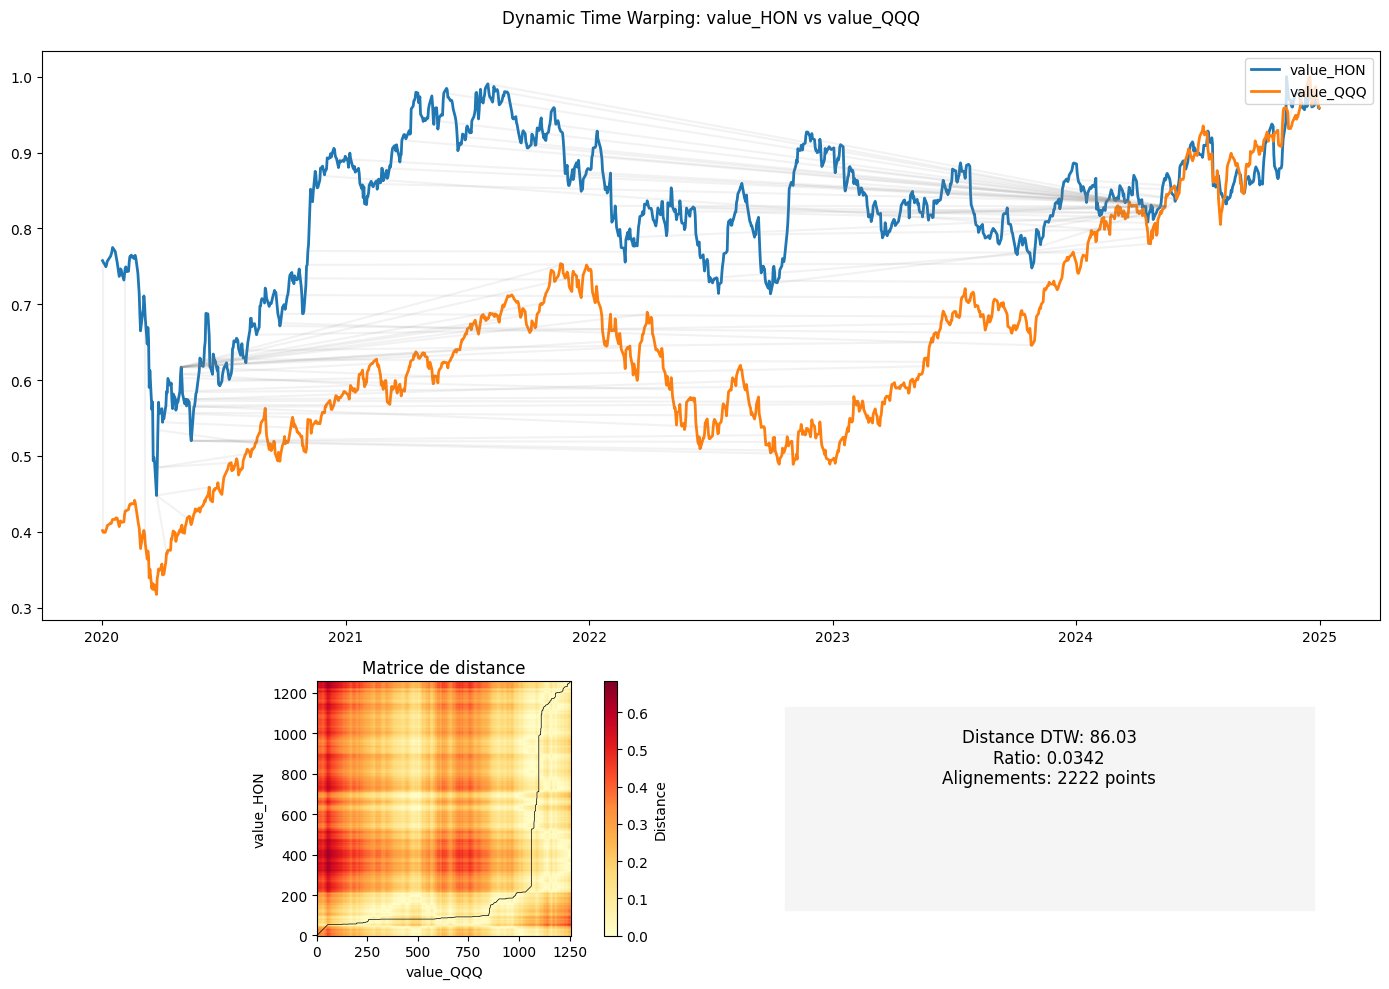 Dynamic Time Warping: value_HON vs value_QQQ
value_HON
value_QQQ
1.0
0.9
0.8
0.7
0.6
0.5
0.4
0.3
2020 2021 2022 2023 2024 2025
Matrice de distance
value_HON
1200
1000
800
600
400
200
0
0 250 500 750 1000 1250
value_QQQ
0.6
0.5
0.4
0.3
0.2
0.1
0.0
Distance
Distance DTW: 86.03
Ratio: 0.0342
Alignements: 2222 points